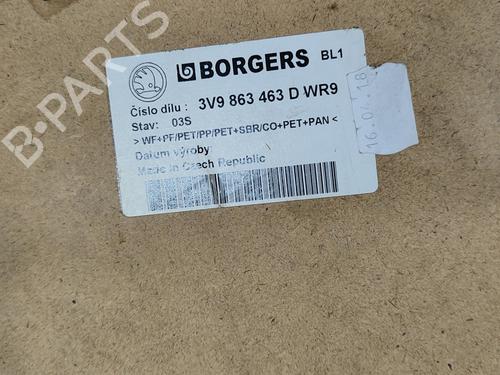 BORGERS BL1
Číslo dílu : 3V9 863 463 D WR9
Stav: 03S
> WF+PF/PET/PP/PET+SBR/CO+PET+PAN <
Datum výroby:
Made in Czech Republic
16.04.18
B-PARTS